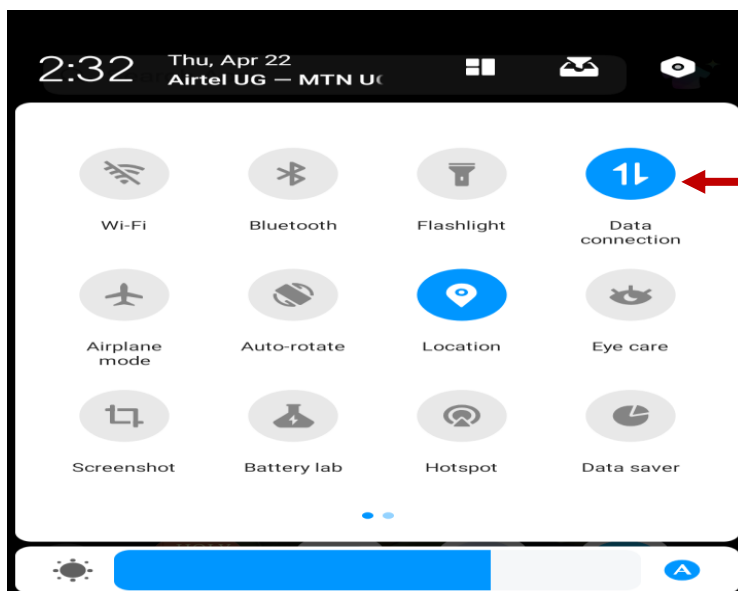 2:32
Thu, Apr 22
Airtel UG — MTN U
Wi-Fi
Bluetooth
Flashlight
Data
connection
Airplane
mode
Auto-rotate
Location
Eye care
Screenshot
Battery lab
Hotspot
Data saver
A